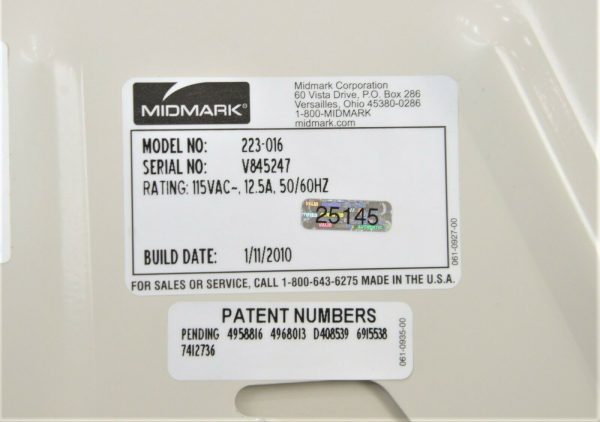 MIDMARK®
Midmark Corporation
60 Vista Drive, P.O. Box 286
Versailles, Ohio 45380-0286
1-800-MIDMARK
midmark.com
MODEL NO: 223-016
SERIAL NO: V845247
RATING: 115VAC~, 12.5A, 50/60HZ
25145
BUILD DATE: 1/11/2010
061-0927-00
FOR SALES OR SERVICE, CALL 1-800-643-6275 MADE IN THE U.S.A.
PATENT NUMBERS
PENDING 4958816 4968013 D408539 6915538
7412736
061-0935-00